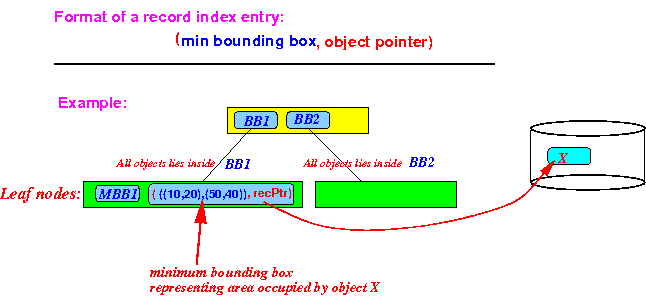 Format of a record index entry:
(min bounding box, object pointer)
Example:
BB1 BB2
All objects lies inside BB1 All objects lies inside BB2
X
Leaf nodes: MBB1 ( ((10,20),(50,40)), recPtr)
minimum bounding box
representing area occupied by object X